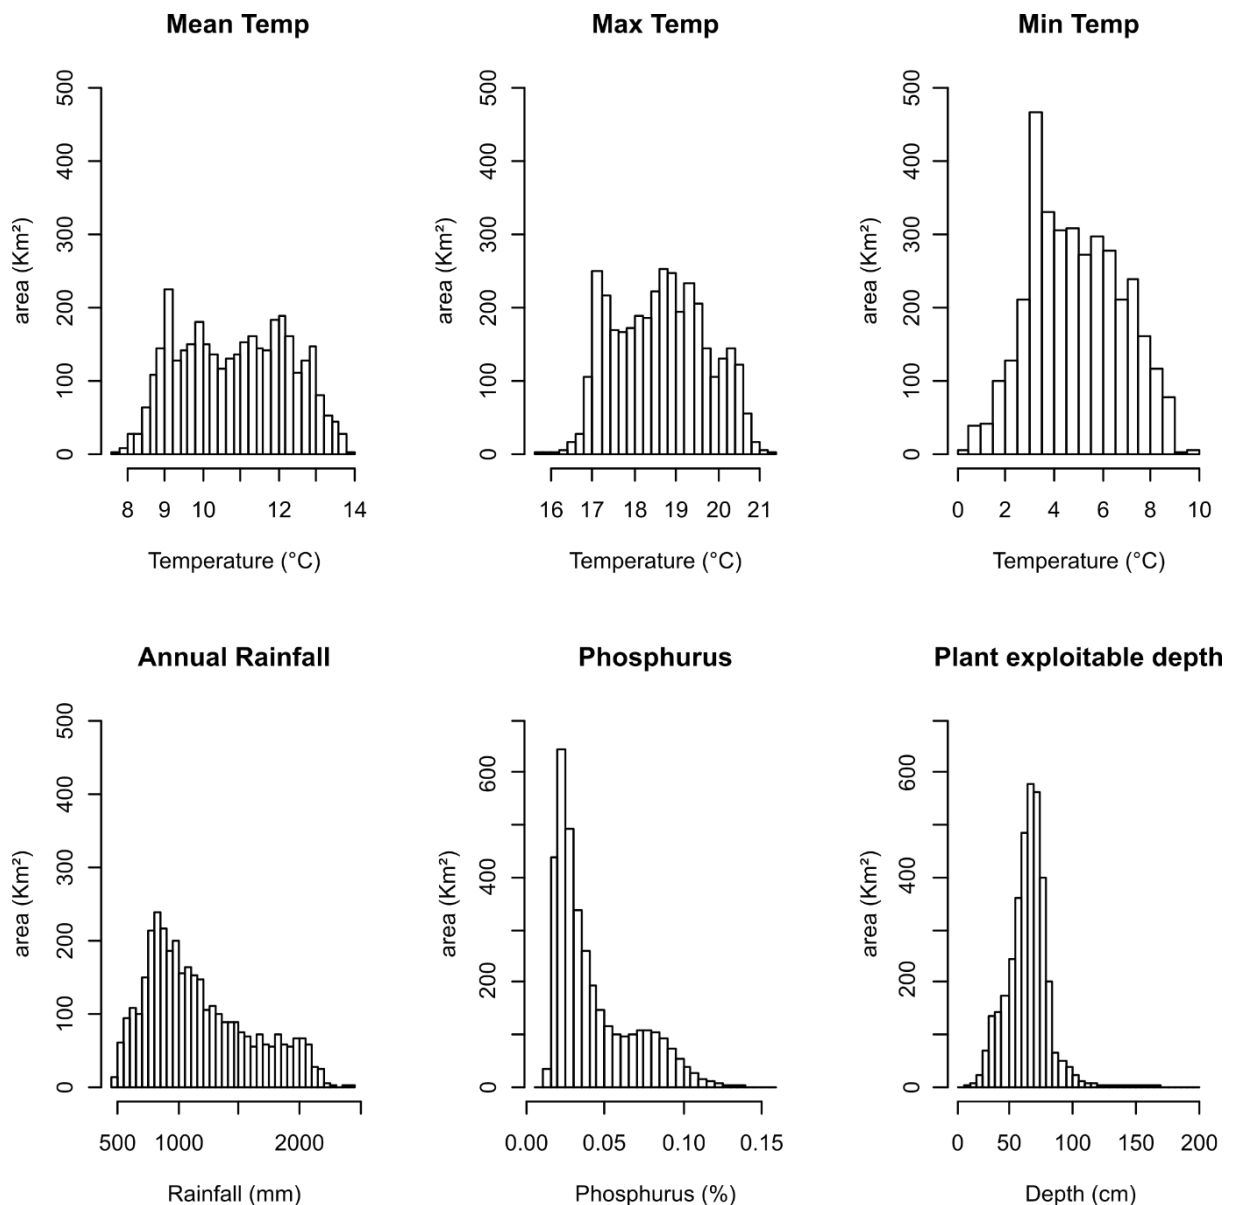 Mean Temp
Max Temp
Min Temp
area (Km²)
0
100
200
300
400
500
8 9 10 12 14
Temperature (°C)
area (Km²)
0
100
200
300
400
500
16 17 18 19 20 21
Temperature (°C)
area (Km²)
0
100
200
300
400
500
0 2 4 6 8 10
Temperature (°C)
Annual Rainfall
Phosphurus
Plant exploitable depth
area (Km²)
0
100
200
300
400
500
500 1000 2000
Rainfall (mm)
area (Km²)
0
200
400
600
0.00 0.05 0.10 0.15
Phosphurus (%)
area (Km²)
0
200
400
600
0 50 100 150 200
Depth (cm)